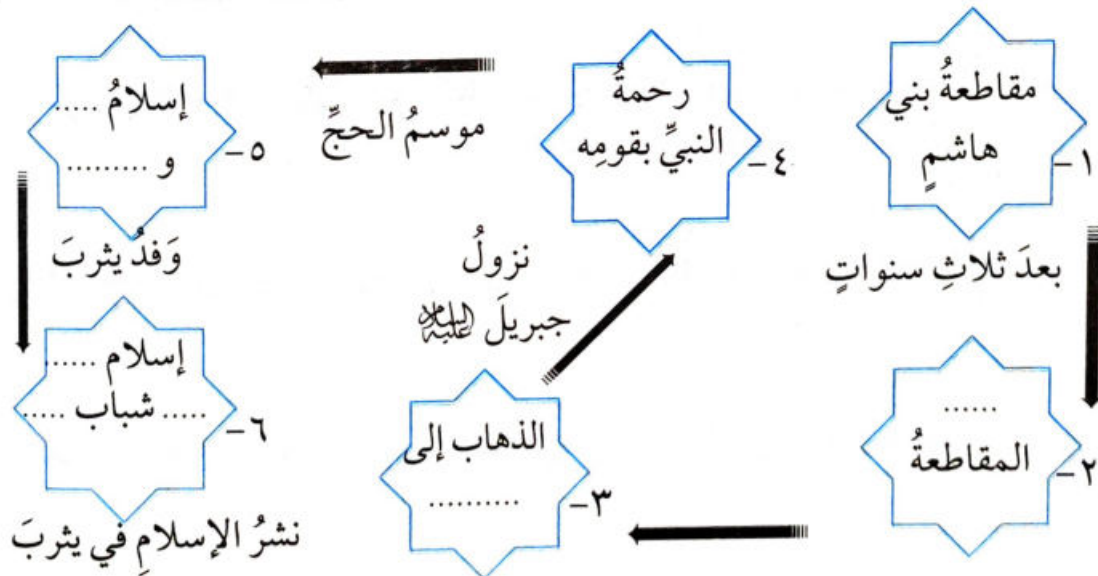 ١-
مقاطعةُ بني
هاشمٍ
بعدَ ثلاثِ سنواتٍ
٢-
......
المقاطعةُ
٣-
الذهاب إلى
..........
نزولُ
جبريلَ عليه السلام
٤-
رحمةُ
النبيِّ بقومِه
موسمُ الحجِّ
٥-
إسلامُ .....
و .........
وَفدُ يثربَ
٦-
إسلام ......
..... شباب .....
نشرُ الإسلامِ في يثربَ